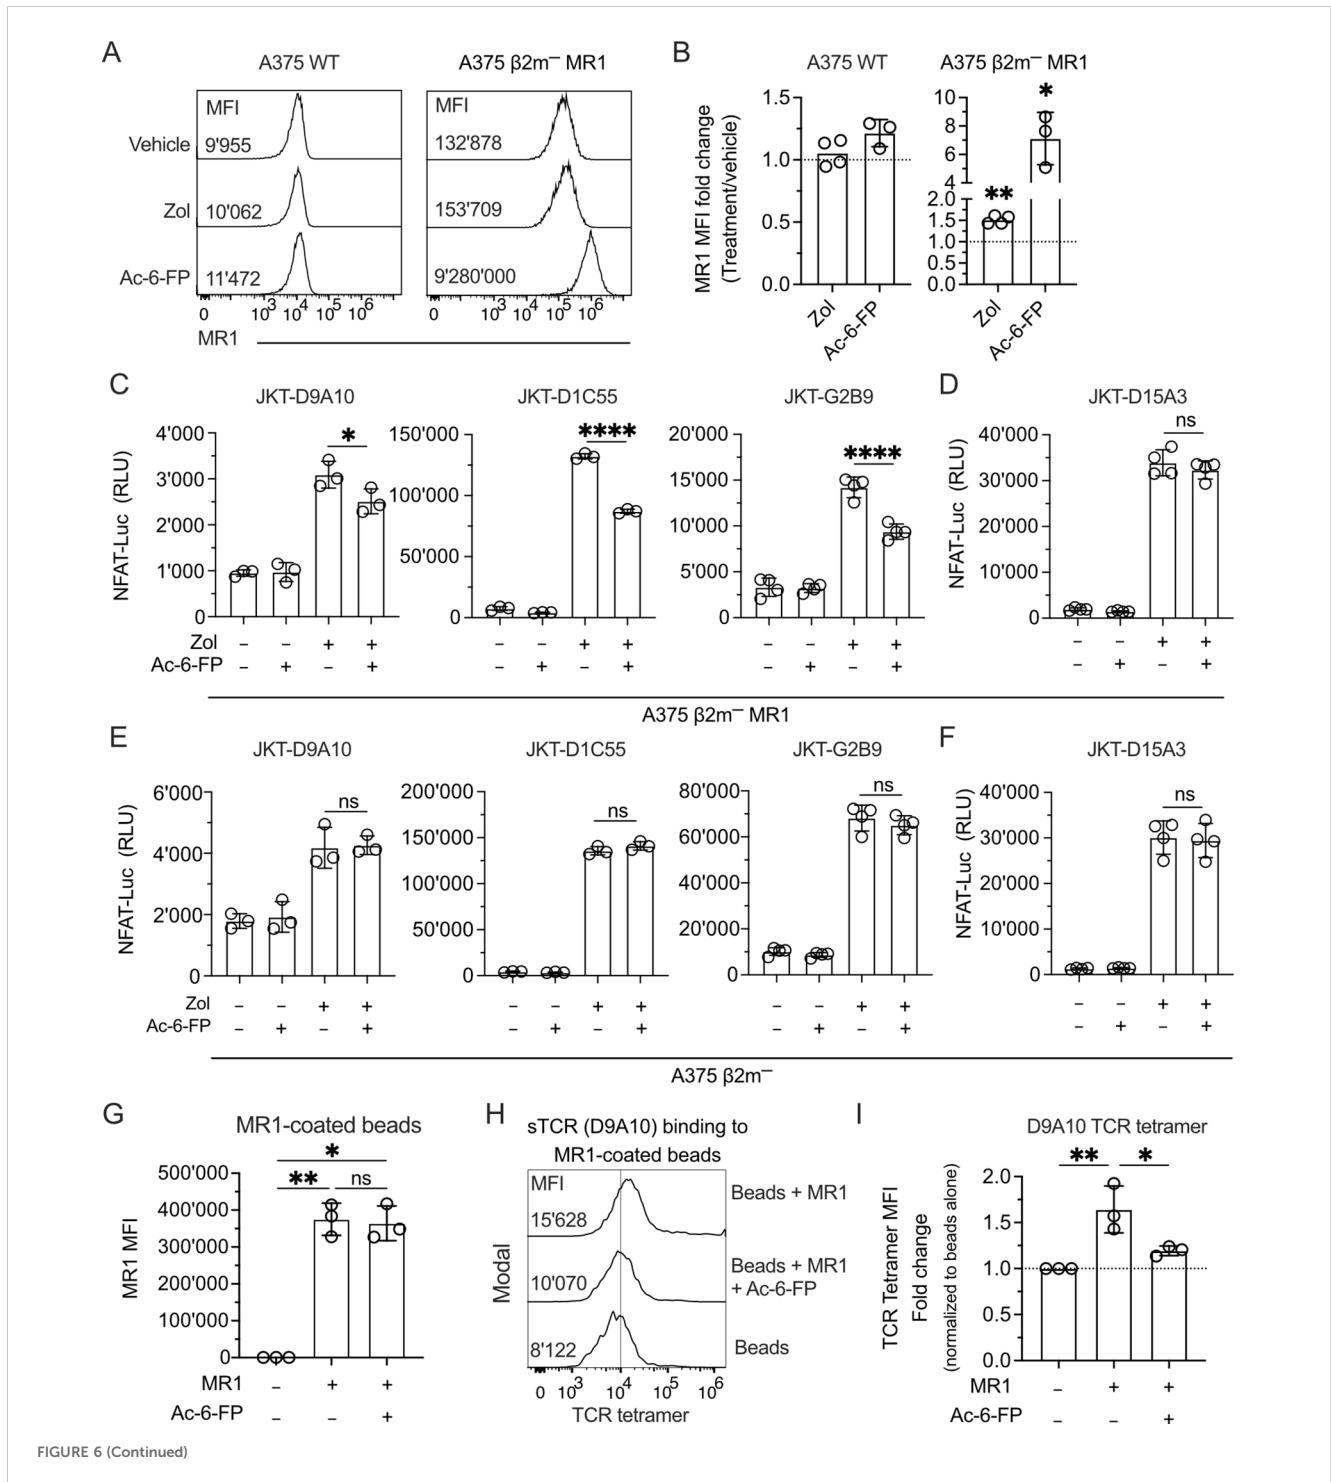 A
A375 WT
A375 β2m⁻ MR1
MFI
MFI
Vehicle
9'955
132'878
Zol
10'062
153'709
Ac-6-FP
11'472
9'280'000
0 10³ 10⁴ 10⁵ 10⁶
0 10³ 10⁴ 10⁵ 10⁶
MR1
B
A375 WT
A375 β2m⁻ MR1
MR1 MFI fold change
(Treatment/vehicle)
1.5
1.0
0.5
0.0
Zol
Ac-6-FP
10
8
6
4
2.0
1.5
1.0
0.5
0.0
**
*
Zol
Ac-6-FP
C
JKT-D9A10
NFAT-Luc (RLU)
4'000
3'000
2'000
1'000
0
*
JKT-D1C55
150'000
100'000
50'000
0
****
JKT-G2B9
20'000
15'000
10'000
5'000
0
****
D
JKT-D15A3
NFAT-Luc (RLU)
40'000
30'000
20'000
10'000
0
ns
Zol – – + + – – + + – – + + – – + +
Ac-6-FP – + – + – + – + – + – + – + – +
A375 β2m⁻ MR1
E
JKT-D9A10
NFAT-Luc (RLU)
6'000
4'000
2'000
0
ns
JKT-D1C55
200'000
150'000
100'000
50'000
0
ns
JKT-G2B9
80'000
60'000
40'000
20'000
0
ns
F
JKT-D15A3
NFAT-Luc (RLU)
40'000
30'000
20'000
10'000
0
ns
Zol – – + + – – + + – – + + – – + +
Ac-6-FP – + – + – + – + – + – + – + – +
A375 β2m⁻
G
MR1-coated beads
MR1 MFI
500'000
400'000
300'000
200'000
100'000
0
*
** ns
MR1 – + +
Ac-6-FP – – +
H
sTCR (D9A10) binding to
MR1-coated beads
Modal
MFI
15'628
Beads + MR1
10'070
Beads + MR1
+ Ac-6-FP
8'122
Beads
0 10³ 10⁴ 10⁵ 10⁶
TCR tetramer
I
D9A10 TCR tetramer
TCR Tetramer MFI
Fold change
(normalized to beads alone)
2.0
1.5
1.0
0.5
0.0
** *
MR1 – + +
Ac-6-FP – – +
FIGURE 6 (Continued)